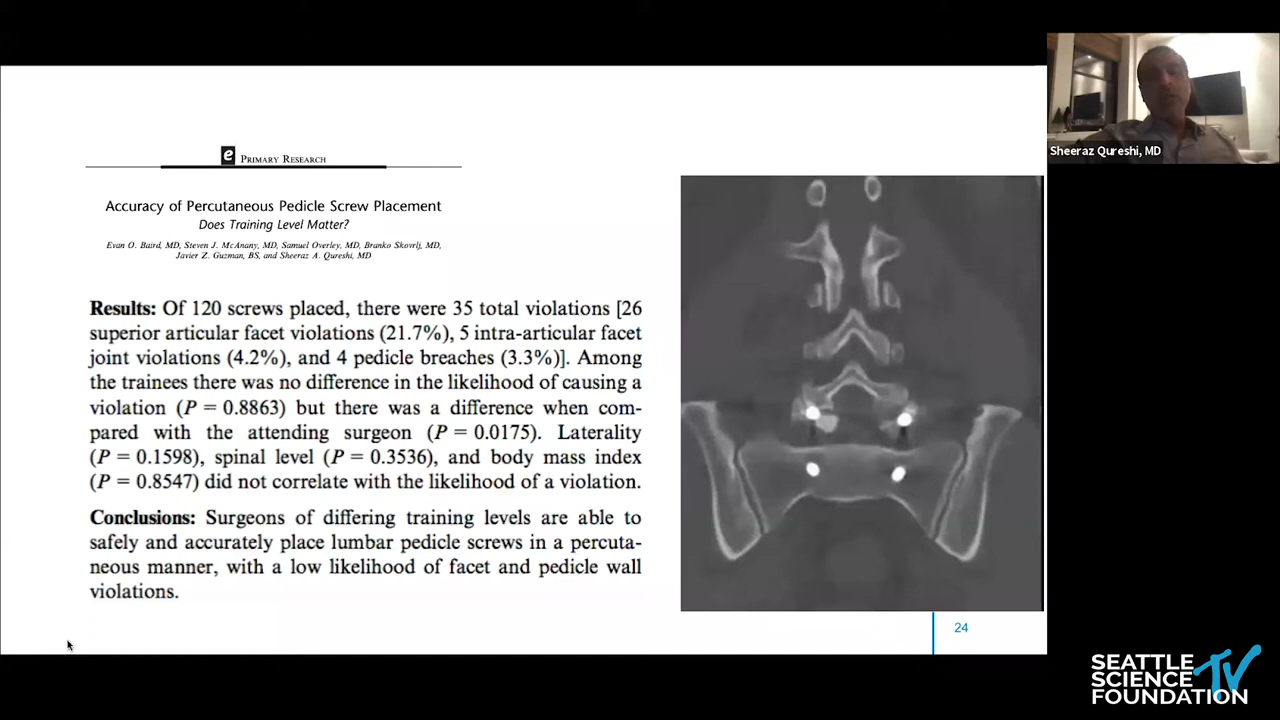 Sheeraz Qureshi, MD
e PRIMARY RESEARCH
Accuracy of Percutaneous Pedicle Screw Placement
Does Training Level Matter?
Evan O. Baird, MD, Steven J. McAnany, MD, Samuel Overley, MD, Branko Skovrlj, MD,
Javier Z. Guzman, BS, and Sheeraz A. Qureshi, MD
Results: Of 120 screws placed, there were 35 total violations [26
superior articular facet violations (21.7%), 5 intra-articular facet
joint violations (4.2%), and 4 pedicle breaches (3.3%)]. Among
the trainees there was no difference in the likelihood of causing a
violation (P = 0.8863) but there was a difference when com-
pared with the attending surgeon (P = 0.0175). Laterality
(P = 0.1598), spinal level (P = 0.3536), and body mass index
(P = 0.8547) did not correlate with the likelihood of a violation.
Conclusions: Surgeons of differing training levels are able to
safely and accurately place lumbar pedicle screws in a percuta-
neous manner, with a low likelihood of facet and pedicle wall
violations.
24
SEATTLE
SCIENCE TV
FOUNDATION